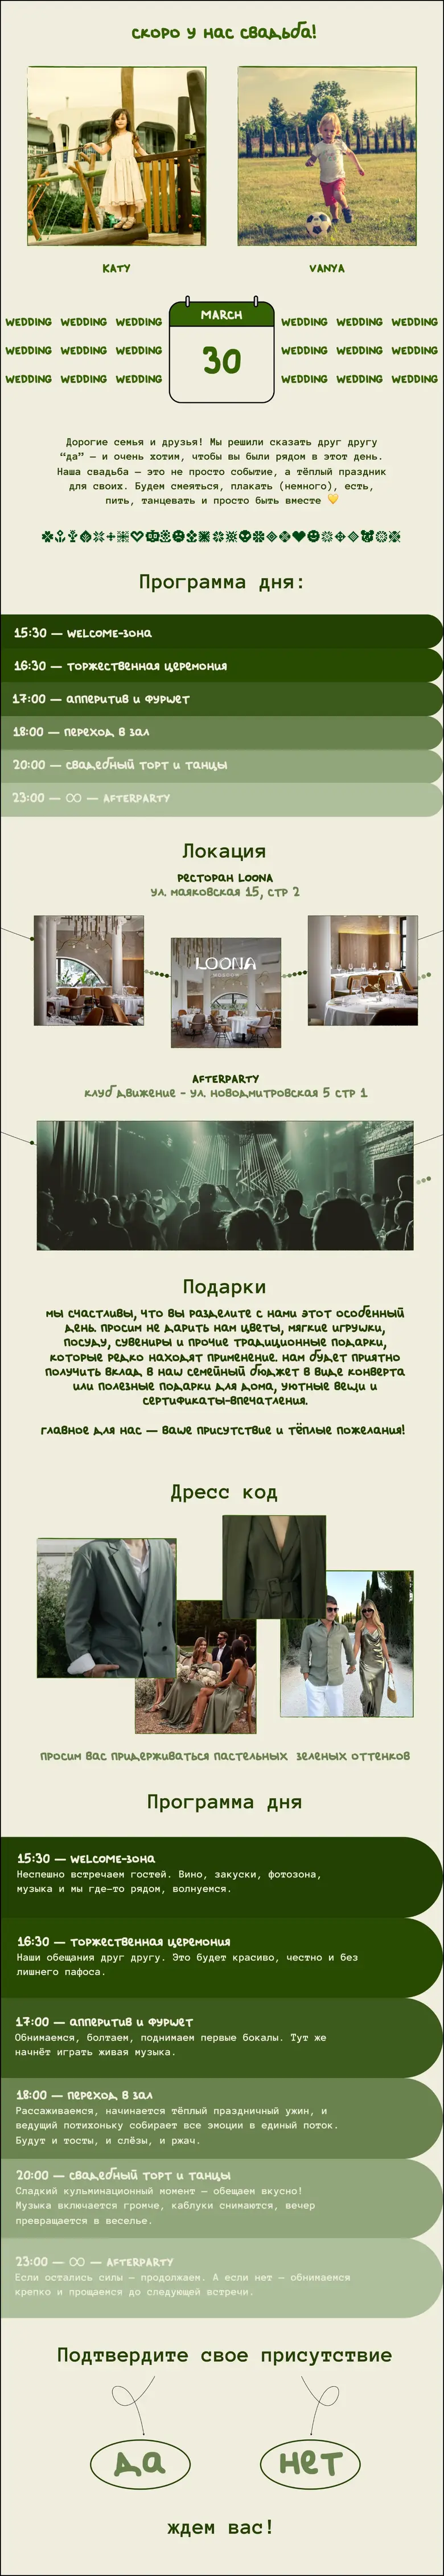 скоро у нас свадьба!
KATY
VANYA
MARCH
30
WEDDING WEDDING WEDDING WEDDING WEDDING WEDDING
WEDDING WEDDING WEDDING WEDDING WEDDING WEDDING
WEDDING WEDDING WEDDING WEDDING WEDDING WEDDING
Дорогие семья и друзья! Мы решили сказать друг другу
“да” — и очень хотим, чтобы вы были рядом в этот день.
Наша свадьба — это не просто событие, а тёплый праздник
для своих. Будем смеяться, плакать (немного), есть,
пить, танцевать и просто быть вместе 💛
Программа дня:
15:30 — WELCOME-зона
16:30 — торжественная церемония
17:00 — апперитив и фуршет
18:00 — переход в зал
20:00 — свадебный торт и танцы
23:00 — ∞ — AFTERPARTY
Локация
ресторан LOONA
ул. маяковская 15, стр 2
LOONA
AFTERPARTY
клуб движение - ул. новодмитровская 5 стр 1
Подарки
мы счастливы, что вы разделите с нами этот особенный
день. просим не дарить нам цветы, мягкие игрушки,
посуду, сувениры и прочие традиционные подарки,
которые редко находят применение. нам будет приятно
получить вклад в наш семейный бюджет в виде конверта
или полезные подарки для дома, уютные вещи и
сертификаты-впечатления.
главное для нас — ваше присутствие и тёплые пожелания!
Дресс код
просим вас придерживаться пастельных зеленых оттенков
Программа дня
15:30 — WELCOME-зона
Неспешно встречаем гостей. Вино, закуски, фотозона,
музыка и мы где-то рядом, волнуемся.
16:30 — торжественная церемония
Наши обещания друг другу. Это будет красиво, честно и без
лишнего пафоса.
17:00 — апперитив и фуршет
Обнимаемся, болтаем, поднимаем первые бокалы. Тут же
начнёт играть живая музыка.
18:00 — переход в зал
Рассаживаемся, начинается тёплый праздничный ужин, и
ведущий потихоньку собирает все эмоции в единый поток.
Будут и тосты, и слёзы, и ржач.
20:00 — свадебный торт и танцы
Сладкий кульминационный момент — обещаем вкусно!
Музыка включается громче, каблуки снимаются, вечер
превращается в веселье.
23:00 — ∞ — AFTERPARTY
Если остались силы — продолжаем. А если нет — обнимаемся
крепко и прощаемся до следующей встречи.
Подтвердите свое присутствие
да
нет
ждем вас!